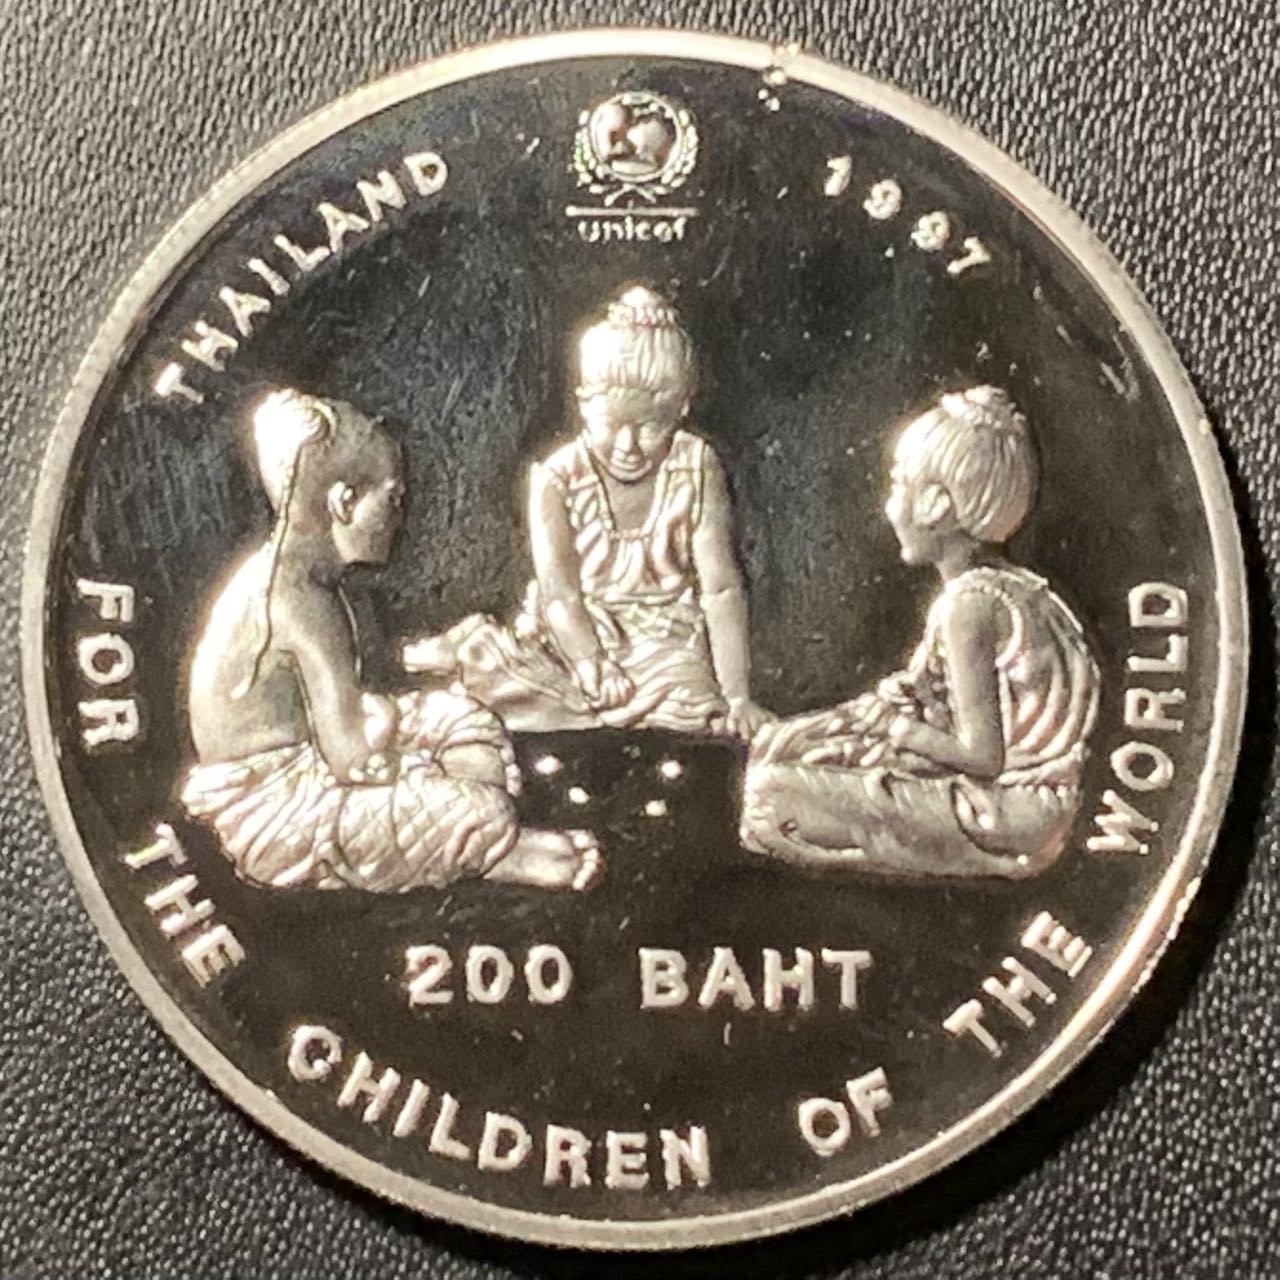 unicef
THAILAND 1997
200 BAHT
FOR THE CHILDREN OF THE WORLD